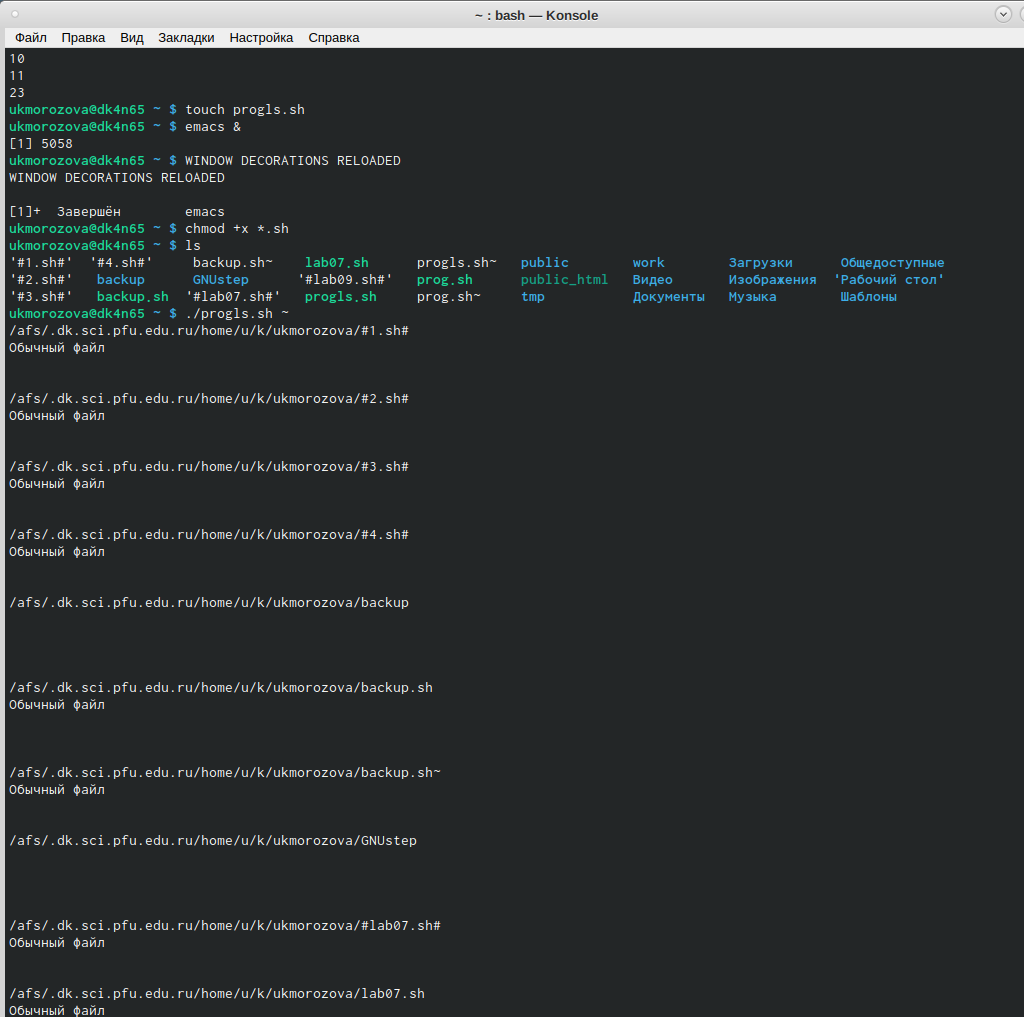 ~ : bash — Konsole
Файл Правка Вид Закладки Настройка Справка
10
11
23
ukmorozova@dk4n65 ~ $ touch progls.sh
ukmorozova@dk4n65 ~ $ emacs &
[1] 5058
ukmorozova@dk4n65 ~ $ WINDOW DECORATIONS RELOADED
WINDOW DECORATIONS RELOADED
[1]+  Завершён        emacs
ukmorozova@dk4n65 ~ $ chmod +x *.sh
ukmorozova@dk4n65 ~ $ ls
'#1.sh#'  '#4.sh#'     backup.sh~    lab07.sh      progls.sh~   public        work        Загрузки      Общедоступные
'#2.sh#'   backup      GNUstep      '#lab09.sh#'   prog.sh      public_html   Видео       Изображения  'Рабочий стол'
'#3.sh#'   backup.sh  '#lab07.sh#'   progls.sh     prog.sh~     tmp           Документы   Музыка        Шаблоны
ukmorozova@dk4n65 ~ $ ./progls.sh ~
/afs/.dk.sci.pfu.edu.ru/home/u/k/ukmorozova/#1.sh#
Обычный файл
/afs/.dk.sci.pfu.edu.ru/home/u/k/ukmorozova/#2.sh#
Обычный файл
/afs/.dk.sci.pfu.edu.ru/home/u/k/ukmorozova/#3.sh#
Обычный файл
/afs/.dk.sci.pfu.edu.ru/home/u/k/ukmorozova/#4.sh#
Обычный файл
/afs/.dk.sci.pfu.edu.ru/home/u/k/ukmorozova/backup
/afs/.dk.sci.pfu.edu.ru/home/u/k/ukmorozova/backup.sh
Обычный файл
/afs/.dk.sci.pfu.edu.ru/home/u/k/ukmorozova/backup.sh~
Обычный файл
/afs/.dk.sci.pfu.edu.ru/home/u/k/ukmorozova/GNUstep
/afs/.dk.sci.pfu.edu.ru/home/u/k/ukmorozova/#lab07.sh#
Обычный файл
/afs/.dk.sci.pfu.edu.ru/home/u/k/ukmorozova/lab07.sh
Обычный файл